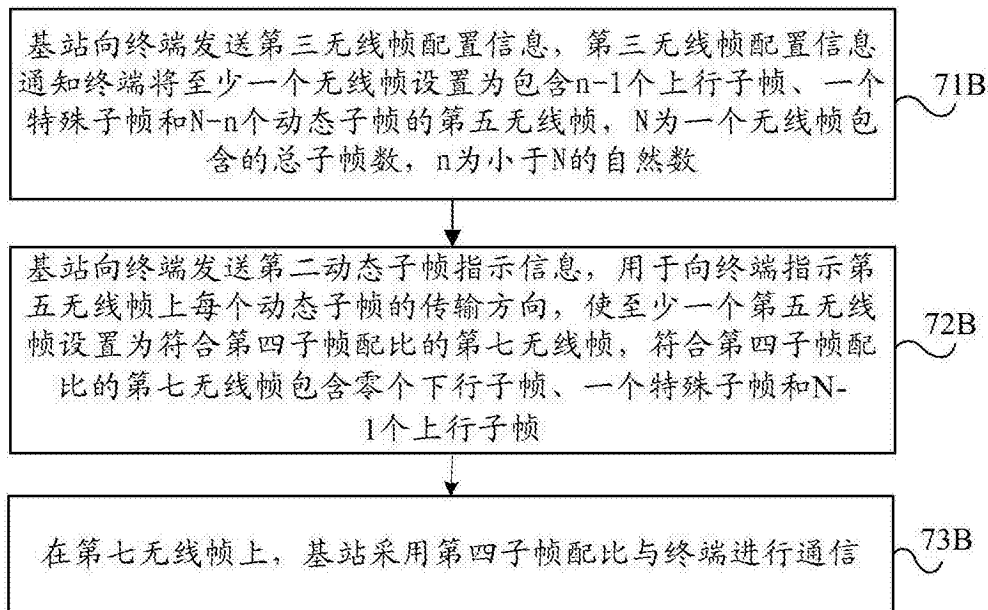 基站向终端发送第三无线帧配置信息，第三无线帧配置信息
通知终端将至少一个无线帧设置为包含n-1个上行子帧、一个
特殊子帧和N-n个动态子帧的第五无线帧，N为一个无线帧包
含的总子帧数，n为小于N的自然数
71B
基站向终端发送第二动态子帧指示信息，用于向终端指示第
五无线帧上每个动态子帧的传输方向，使至少一个第五无线
帧设置为符合第四子帧配比的第七无线帧，符合第四子帧配
比的第七无线帧包含零个下行子帧、一个特殊子帧和N-
1个上行子帧
72B
在第七无线帧上，基站采用第四子帧配比与终端进行通信
73B